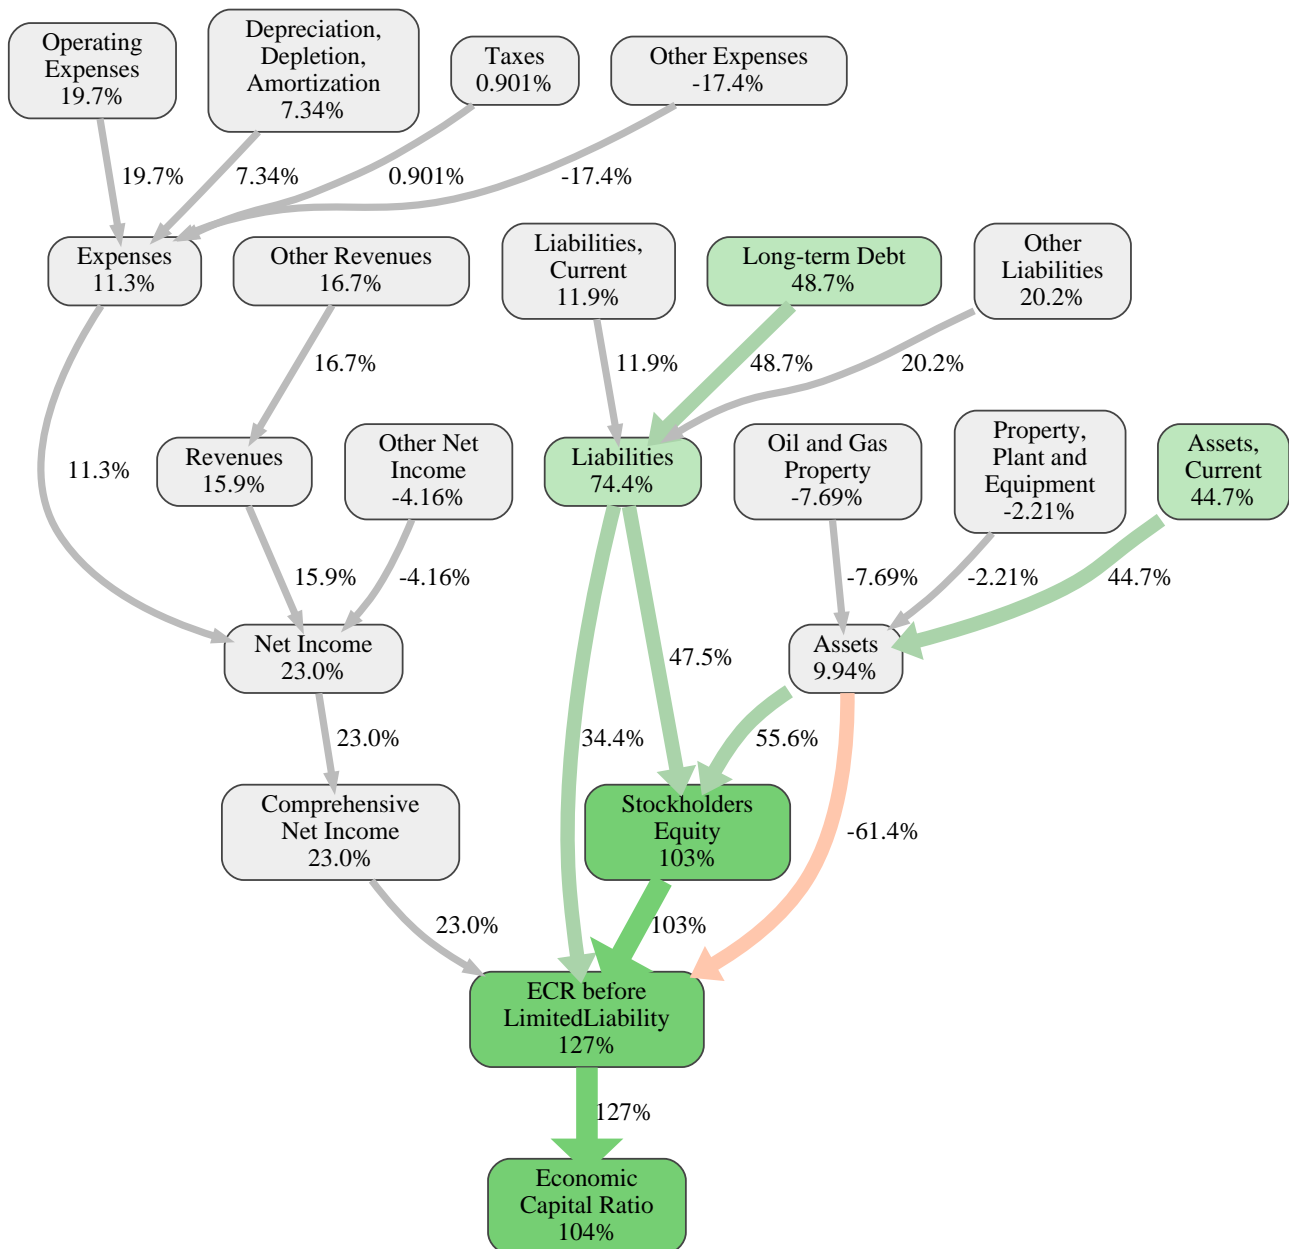 Operating
Expenses
19.7%
Depreciation,
Depletion,
Amortization
7.34%
Taxes
0.901%
Other Expenses
-17.4%
19.7%
7.34%
0.901%
-17.4%
Expenses
11.3%
Other Revenues
16.7%
Liabilities,
Current
11.9%
Long-term Debt
48.7%
Other
Liabilities
20.2%
16.7%
11.9%
48.7%
20.2%
11.3%
Revenues
15.9%
Other Net
Income
-4.16%
Liabilities
74.4%
Oil and Gas
Property
-7.69%
Property,
Plant and
Equipment
-2.21%
Assets,
Current
44.7%
15.9%
-4.16%
-7.69%
-2.21%
44.7%
Net Income
23.0%
47.5%
Assets
9.94%
23.0%
34.4%
55.6%
-61.4%
Comprehensive
Net Income
23.0%
Stockholders
Equity
103%
23.0%
103%
ECR before
LimitedLiability
127%
127%
Economic
Capital Ratio
104%